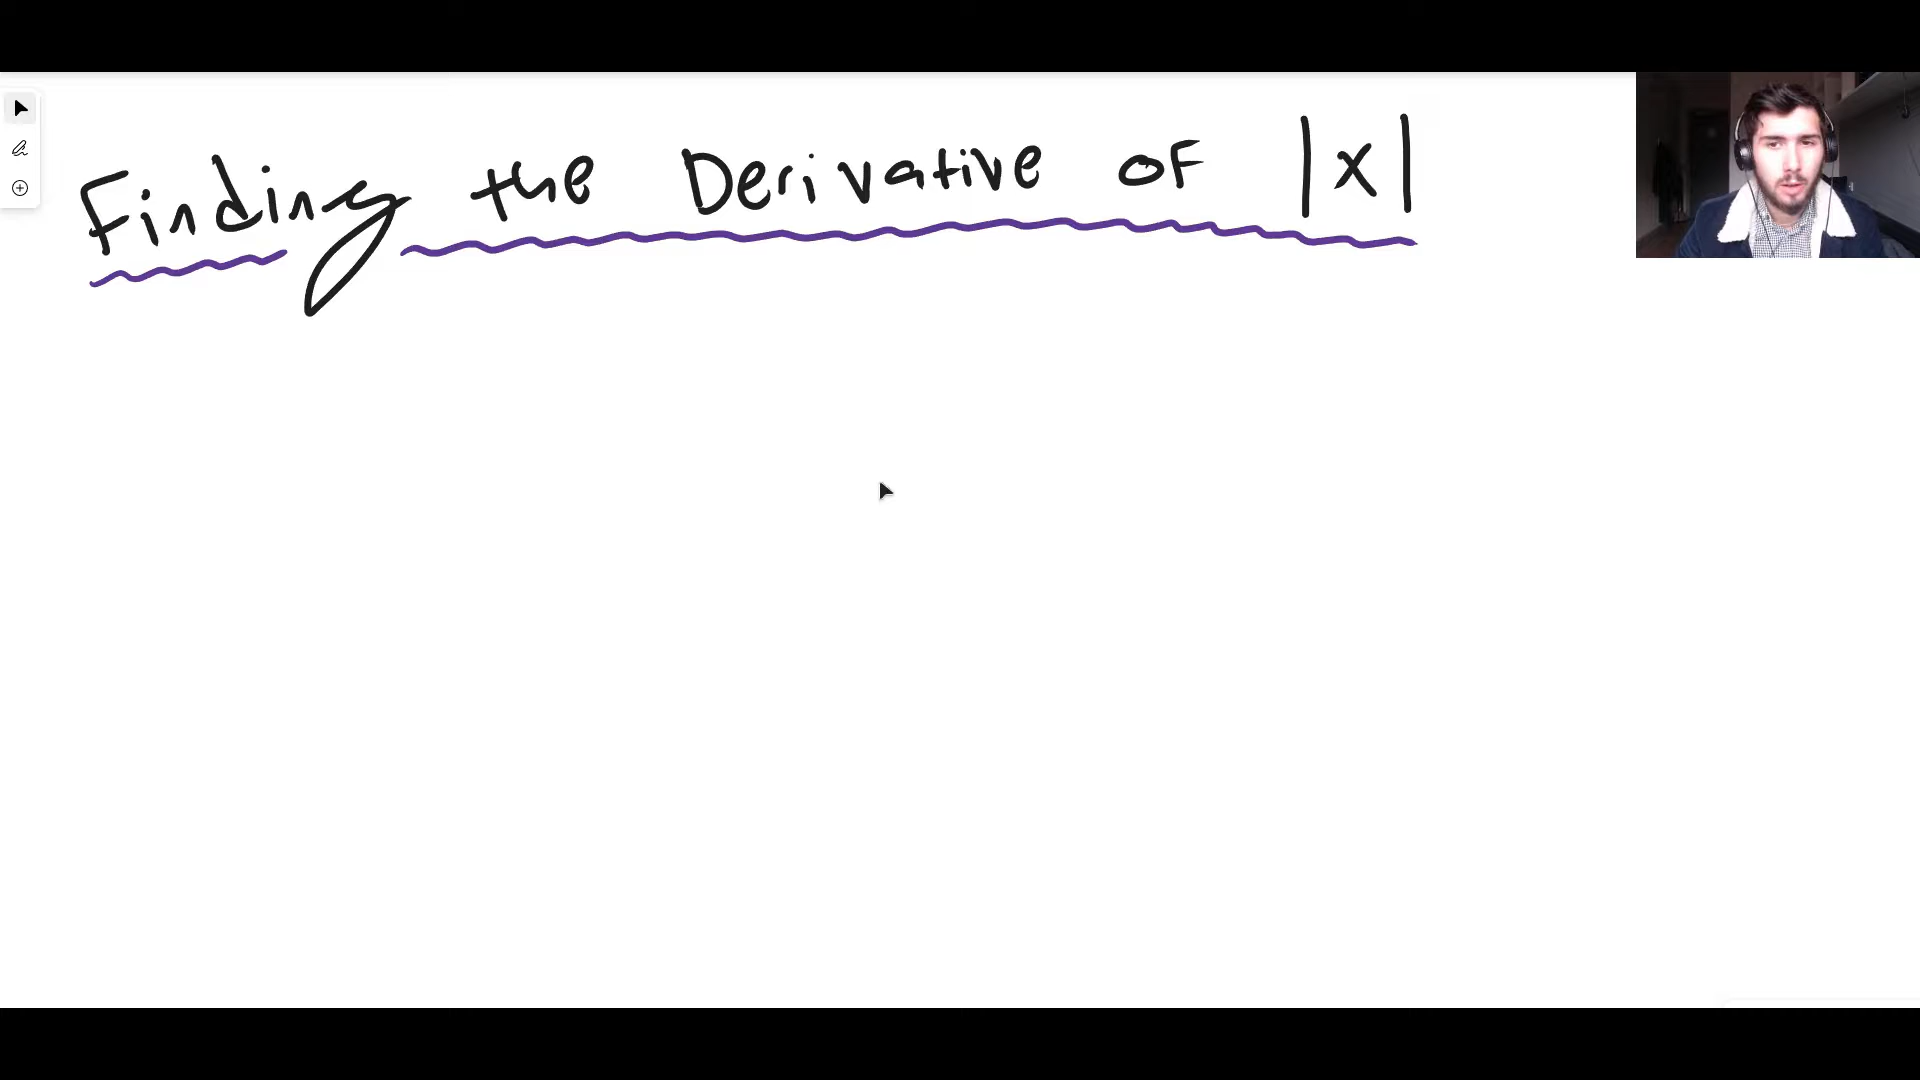 Finding the Derivative of |x|